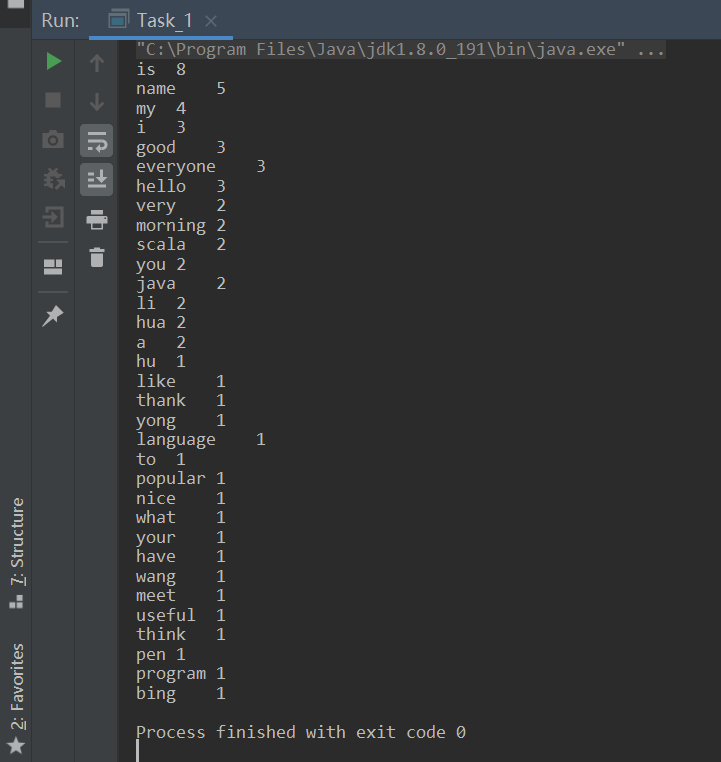 Run: Task_1
"C:\Program Files\Java\jdk1.8.0_191\bin\java.exe" ...
is 8
name 5
my 4
i 3
good 3
everyone 3
hello 3
very 2
morning 2
scala 2
you 2
java 2
li 2
hua 2
a 2
hu 1
like 1
thank 1
yong 1
language 1
to 1
popular 1
nice 1
what 1
your 1
have 1
wang 1
meet 1
useful 1
think 1
pen 1
program 1
bing 1
Process finished with exit code 0
7: Structure
2: Favorites